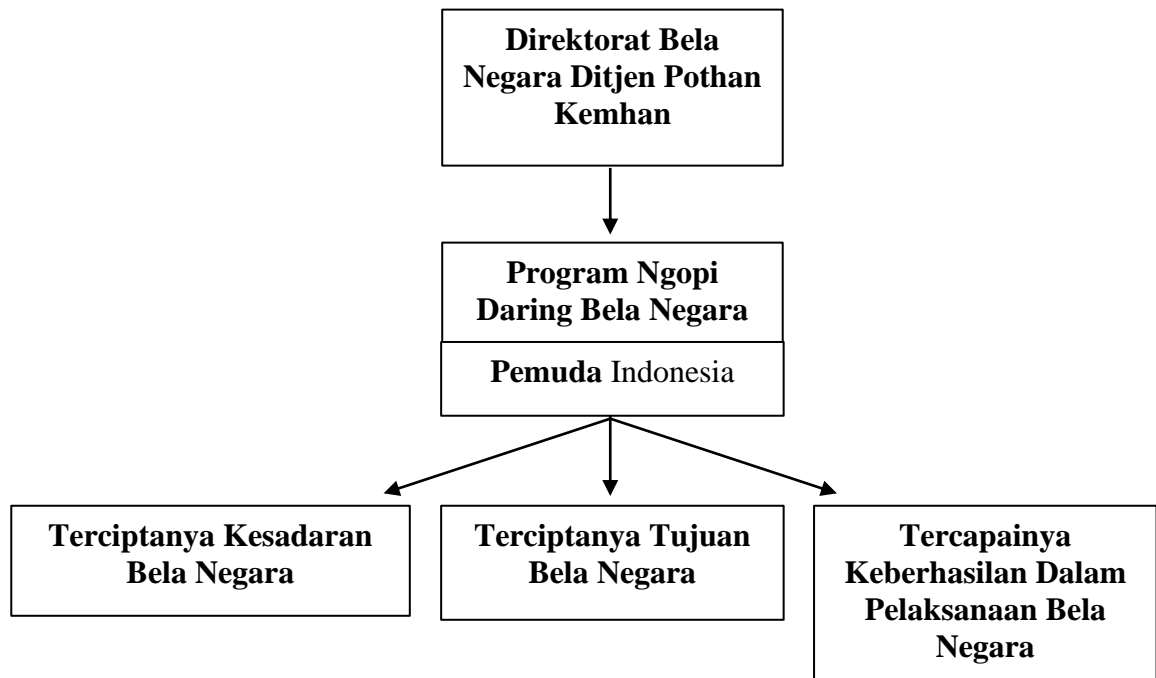 Direktorat Bela
Negara Ditjen Pothan
Kemhan
Program Ngopi
Daring Bela Negara
Pemuda Indonesia
Terciptanya Kesadaran
Bela Negara
Terciptanya Tujuan
Bela Negara
Tercapainya
Keberhasilan Dalam
Pelaksanaan Bela
Negara